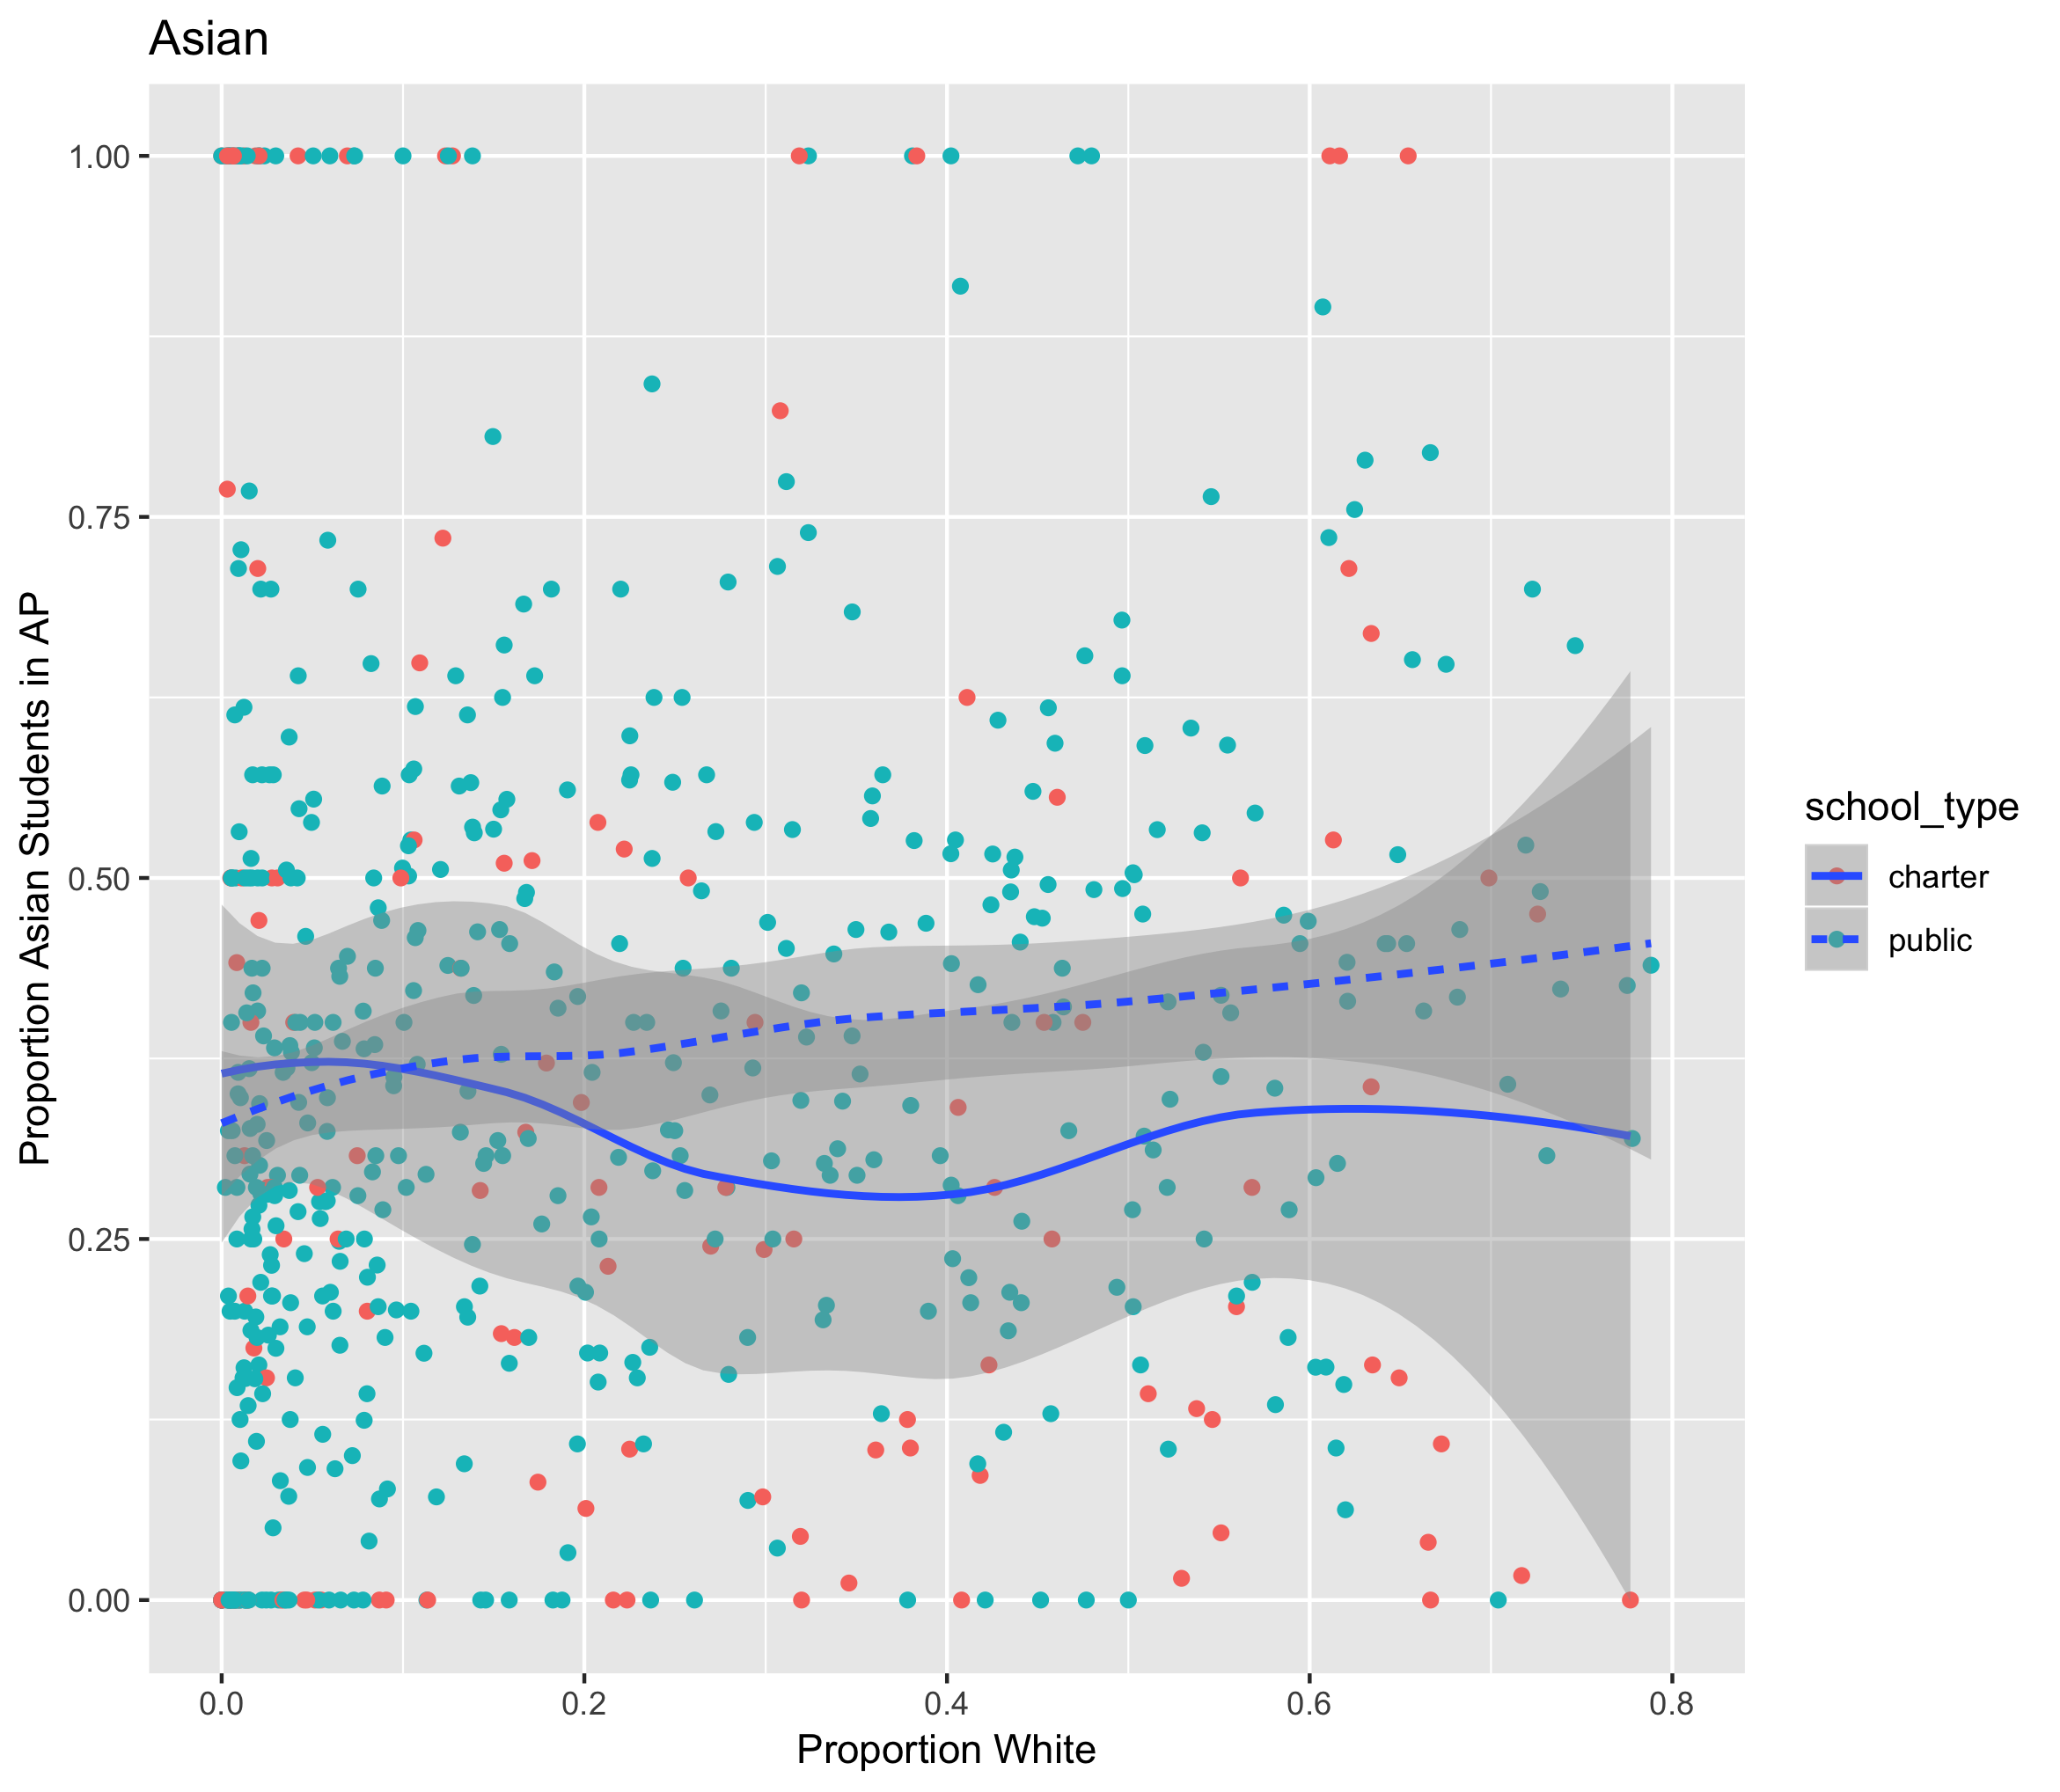 Asian
1.00
0.75
0.50
0.25
0.00
Proportion Asian Students in AP
0.0 0.2 0.4 0.6 0.8
Proportion White
school_type
charter
public